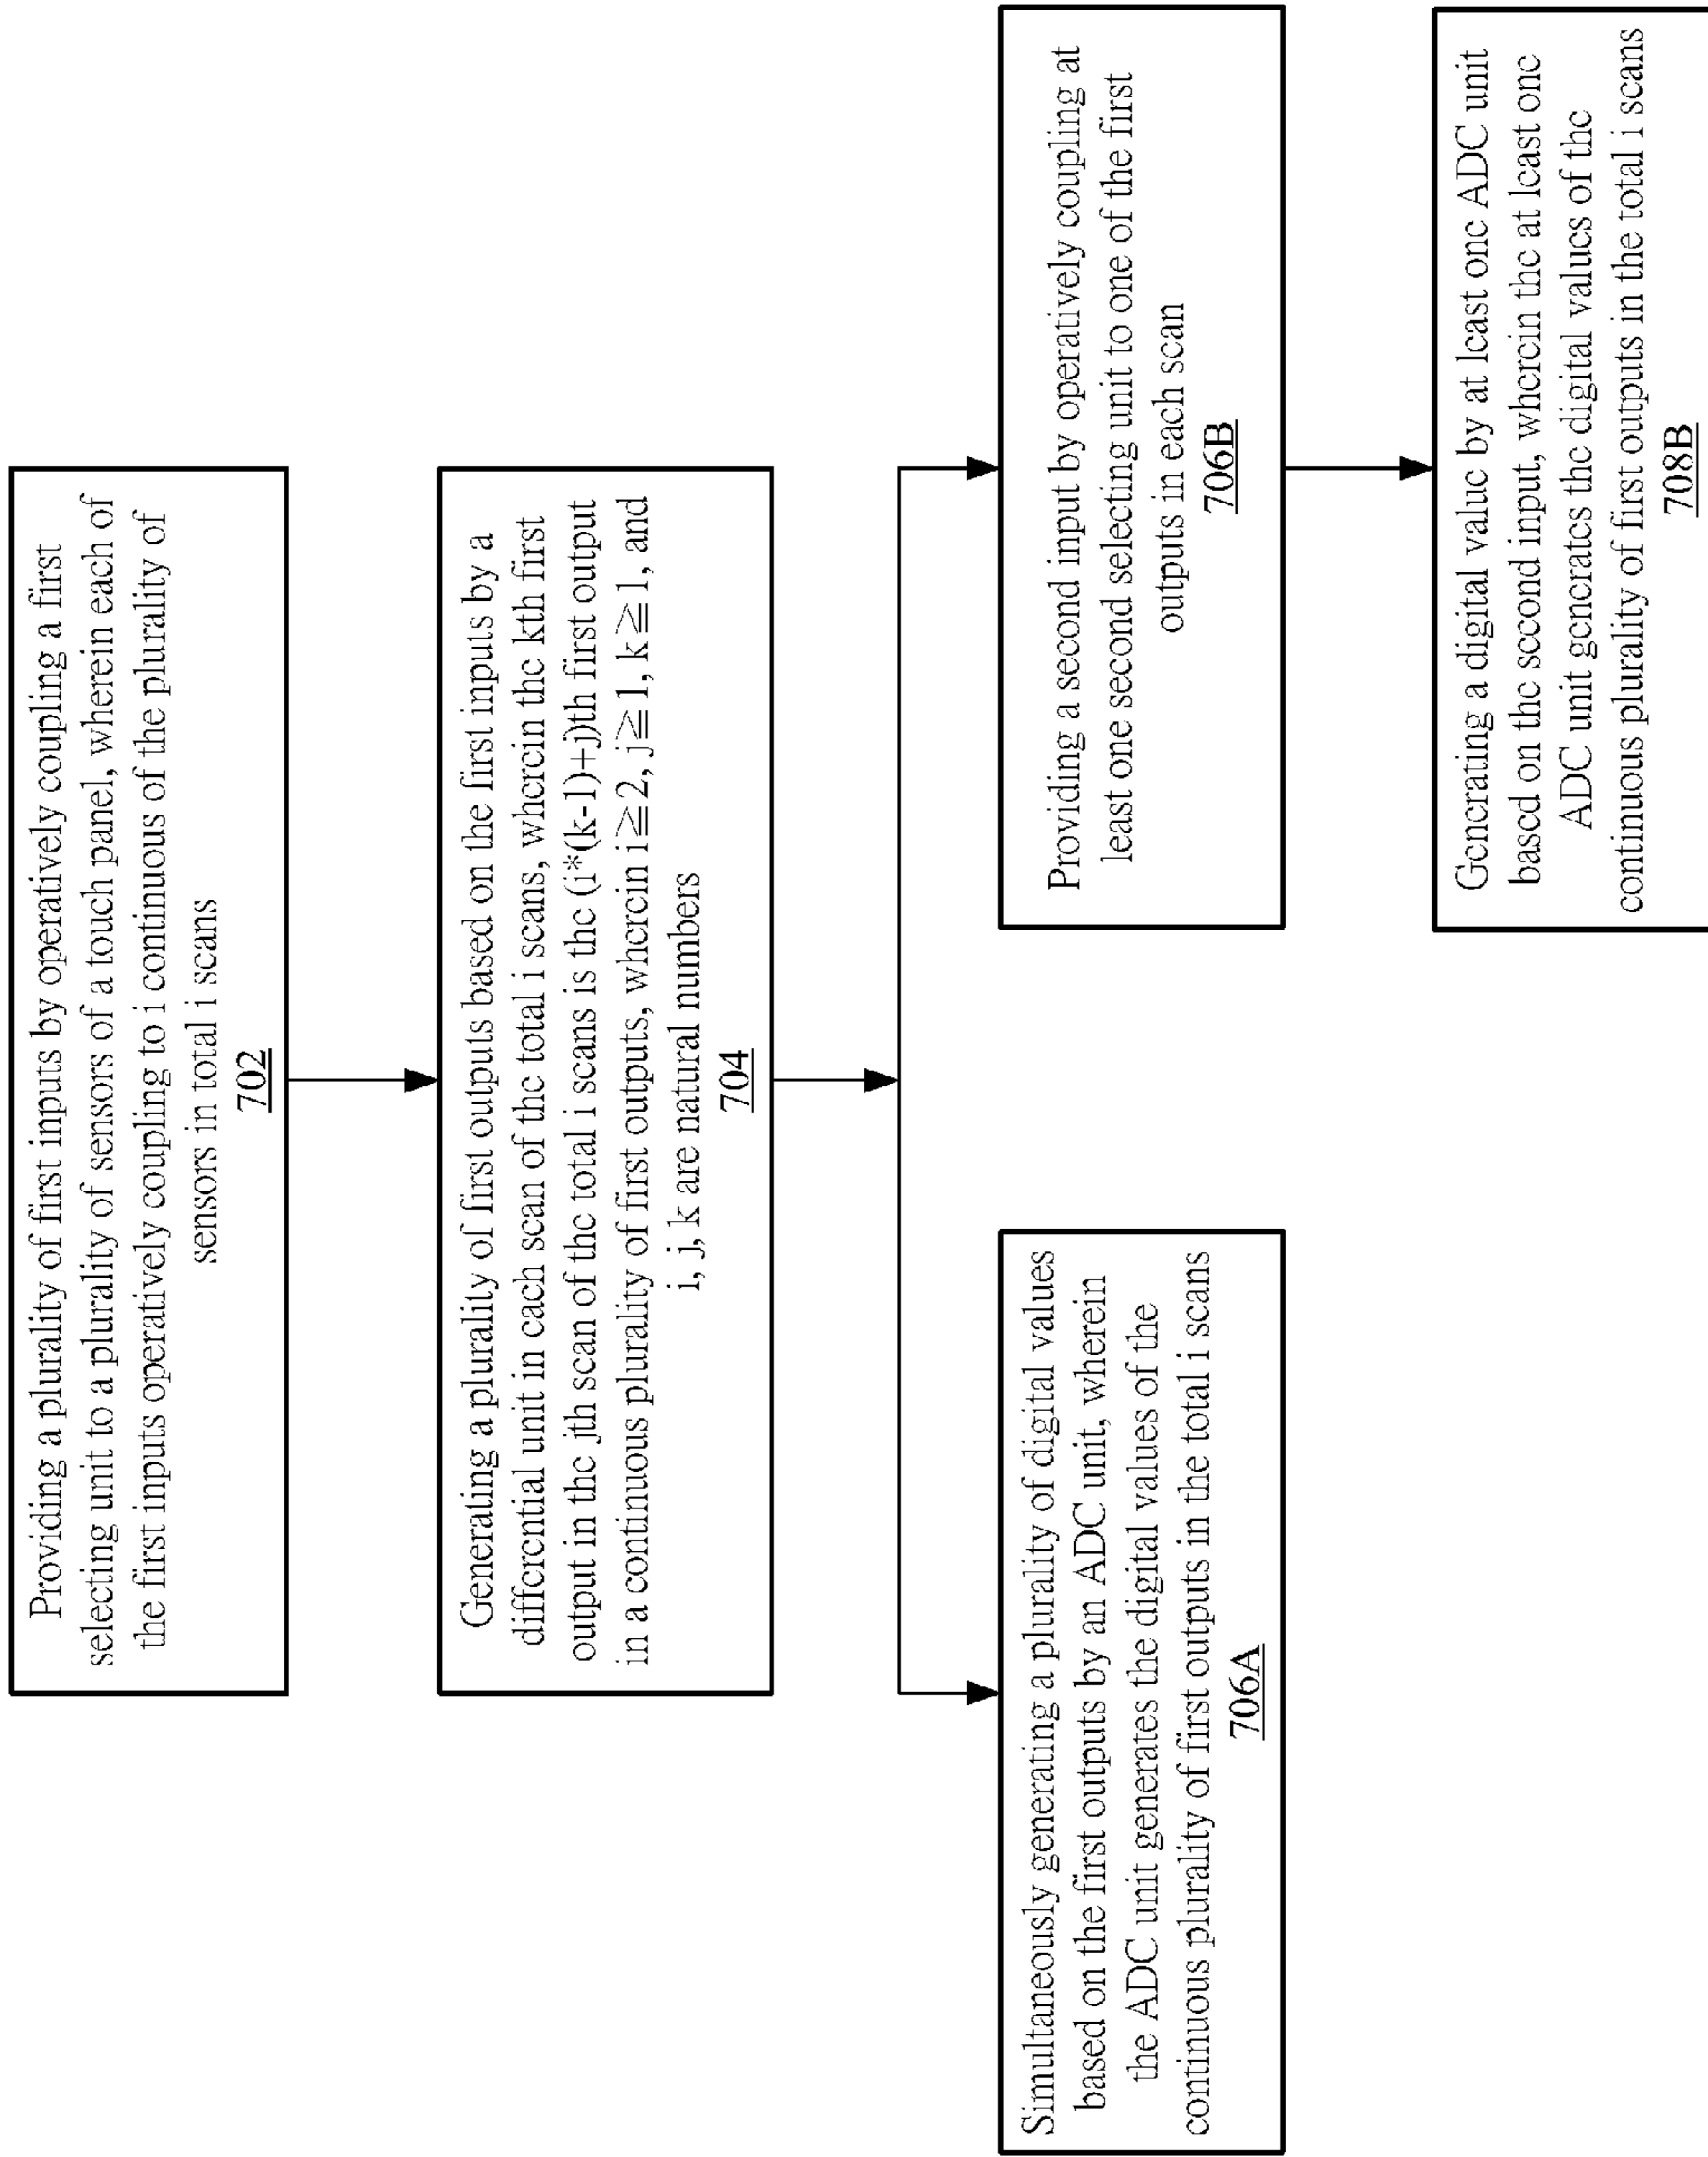 Providing a plurality of first inputs by operatively coupling a first
selecting unit to a plurality of sensors of a touch panel, wherein each of
the first inputs operatively coupling to i continuous of the plurality of
sensors in total i scans
702
Generating a plurality of first outputs based on the first inputs by a
differential unit in each scan of the total i scans, wherein the kth first
output in the jth scan of the total i scans is the (i*(k-1)+j)th first output
in a continuous plurality of first outputs, wherein i≧2, j≧1, k≧1, and
i, j, k are natural numbers
704
Simultaneously generating a plurality of digital values
based on the first outputs by an ADC unit, wherein
the ADC unit generates the digital values of the
continuous plurality of first outputs in the total i scans
706A
Providing a second input by operatively coupling at
least one second selecting unit to one of the first
outputs in each scan
706B
Generating a digital value by at least one ADC unit
based on the second input, wherein the at least one
ADC unit generates the digital values of the
continuous plurality of first outputs in the total i scans
708B